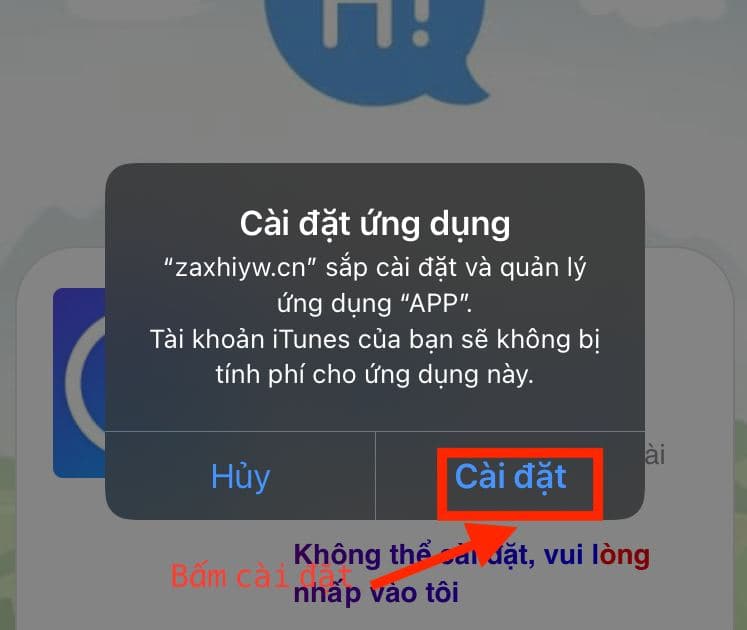 H!
Cài đặt ứng dụng
“zaxhiyw.cn” sắp cài đặt và quản lý
ứng dụng “APP”.
Tài khoản iTunes của bạn sẽ không bị
tính phí cho ứng dụng này.
Hủy
Cài đặt
ài
Không thể cài đặt, vui lòng
nhấp vào tôi
Bấm cài đặt